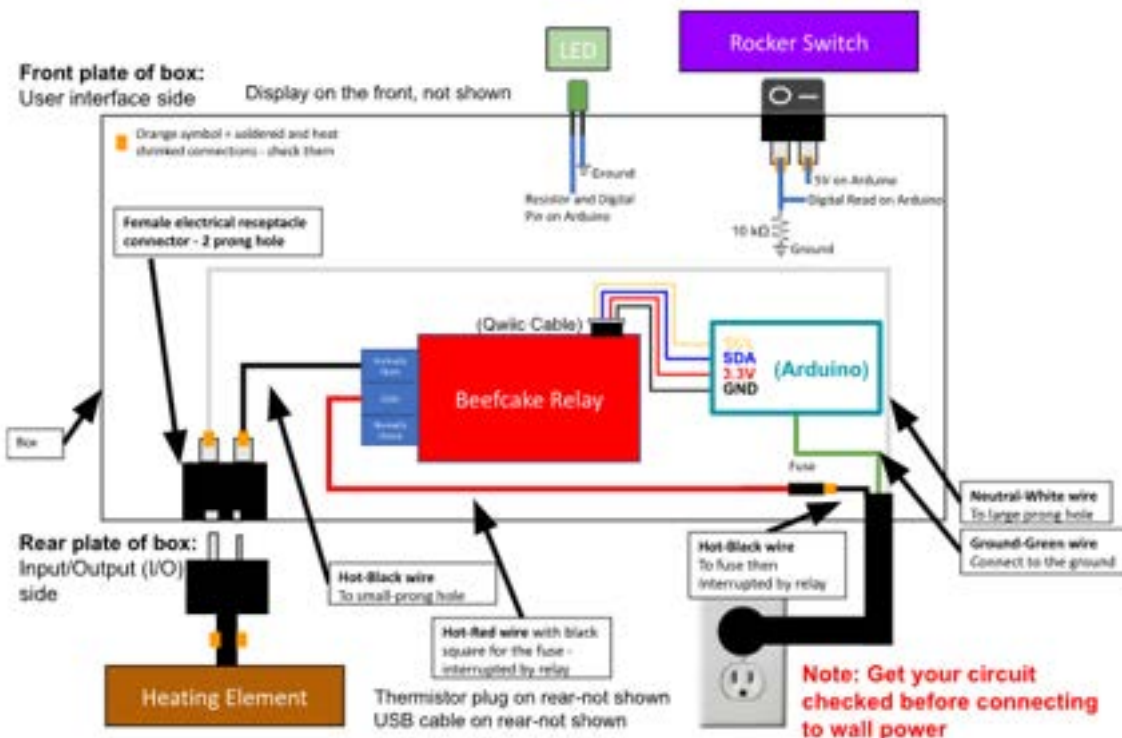 LED
Rocker Switch
Front plate of box:
User interface side
Display on the front, not shown
Orange symbol = soldered and heat
shrinked connections - check them
Ground
Resistor and Digital
Pin on Arduino
5V on Arduino
Digital Read on Arduino
10 kΩ
Ground
Female electrical receptacle
connector - 2 prong hole
(Qwiic Cable)
Normally
Open
Beefcake Relay
SDA
3.3V
GND
(Arduino)
Box
Fuse
Neutral-White wire
To large prong hole
Rear plate of box:
Input/Output (I/O)
side
Hot-Black wire
To small-prong hole
Hot-Black wire
To fuse then
Interrupted by relay
Ground-Green wire
Connect to the ground
Hot-Red wire with black
square for the fuse -
interrupted by relay
Heating Element
Thermistor plug on rear-not shown
USB cable on rear-not shown
Note: Get your circuit
checked before connecting
to wall power